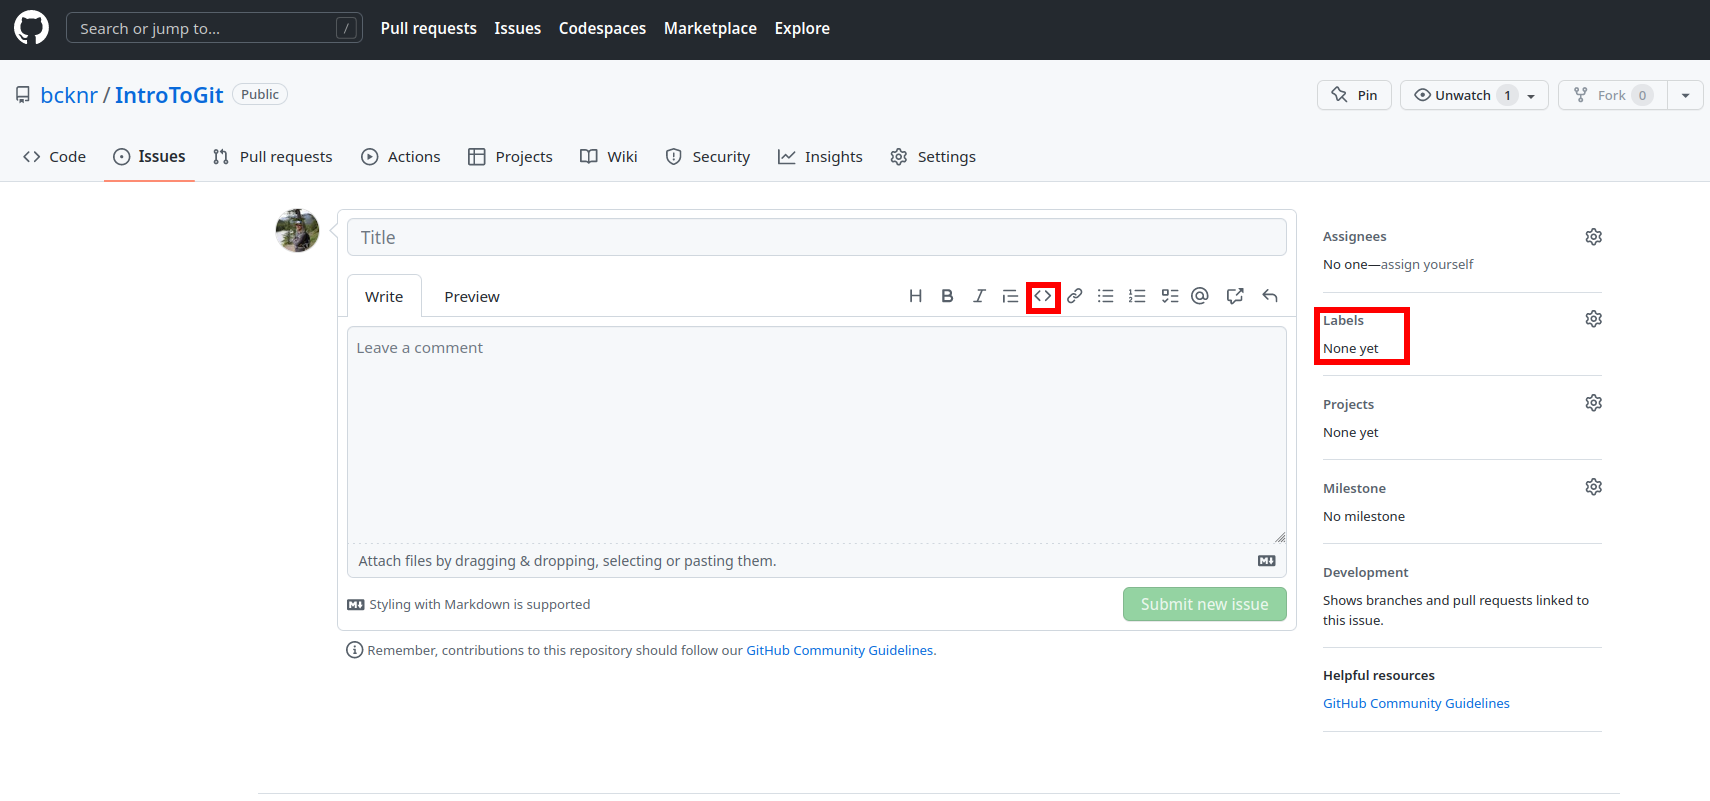 Search or jump to... / Pull requests Issues Codespaces Marketplace Explore
bcknr / IntroToGit Public Pin Unwatch 1 Fork 0
Code Issues Pull requests Actions Projects Wiki Security Insights Settings
Title
Write Preview
Leave a comment
Attach files by dragging & dropping, selecting or pasting them.
Styling with Markdown is supported Submit new issue
Remember, contributions to this repository should follow our GitHub Community Guidelines.
Assignees
No one—assign yourself
Labels
None yet
Projects
None yet
Milestone
No milestone
Development
Shows branches and pull requests linked to
this issue.
Helpful resources
GitHub Community Guidelines